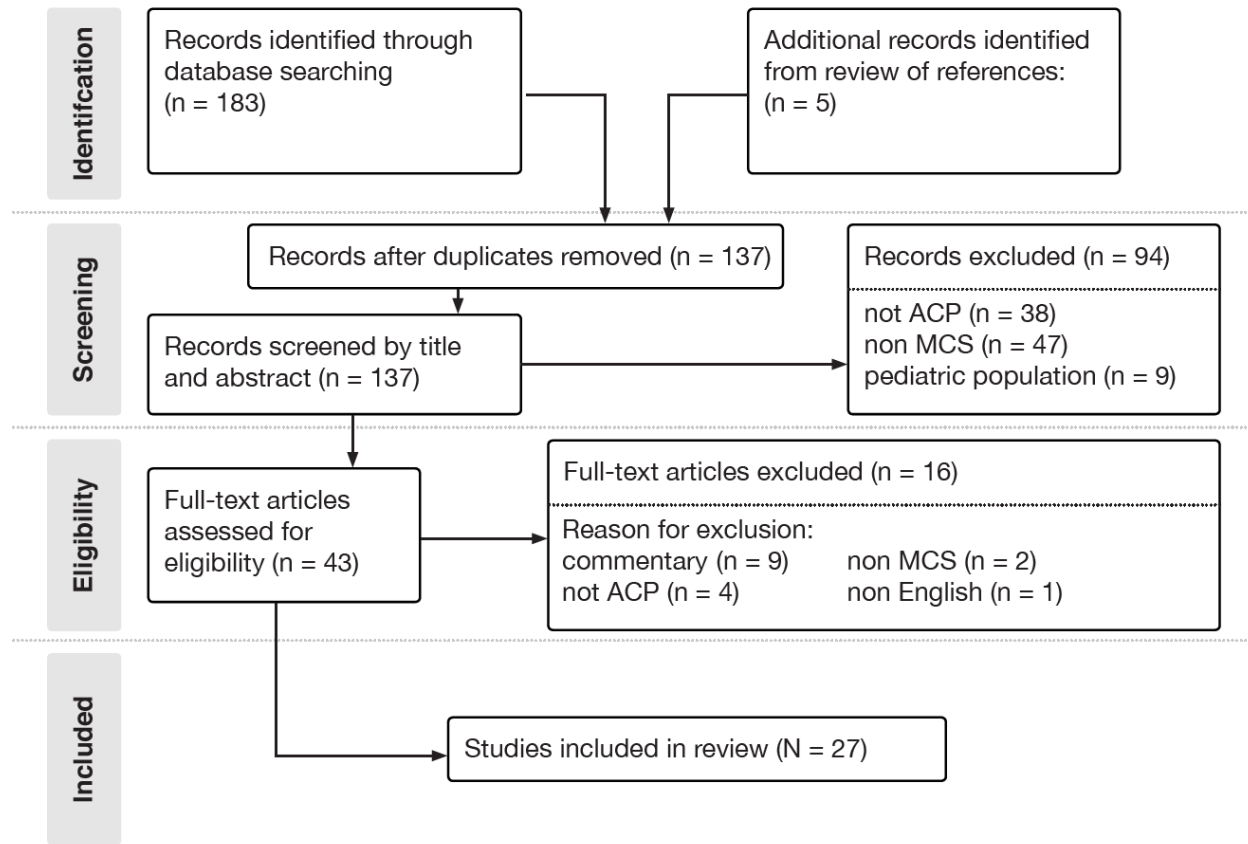 Identifcation
Records identified through
database searching
(n = 183)
Additional records identified
from review of references:
(n = 5)
Screening
Records after duplicates removed (n = 137)
Records screened by title
and abstract (n = 137)
Records excluded (n = 94)
not ACP (n = 38)
non MCS (n = 47)
pediatric population (n = 9)
Eligibility
Full-text articles
assessed for
eligibility (n = 43)
Full-text articles excluded (n = 16)
Reason for exclusion:
commentary (n = 9) non MCS (n = 2)
not ACP (n = 4) non English (n = 1)
Included
Studies included in review (N = 27)